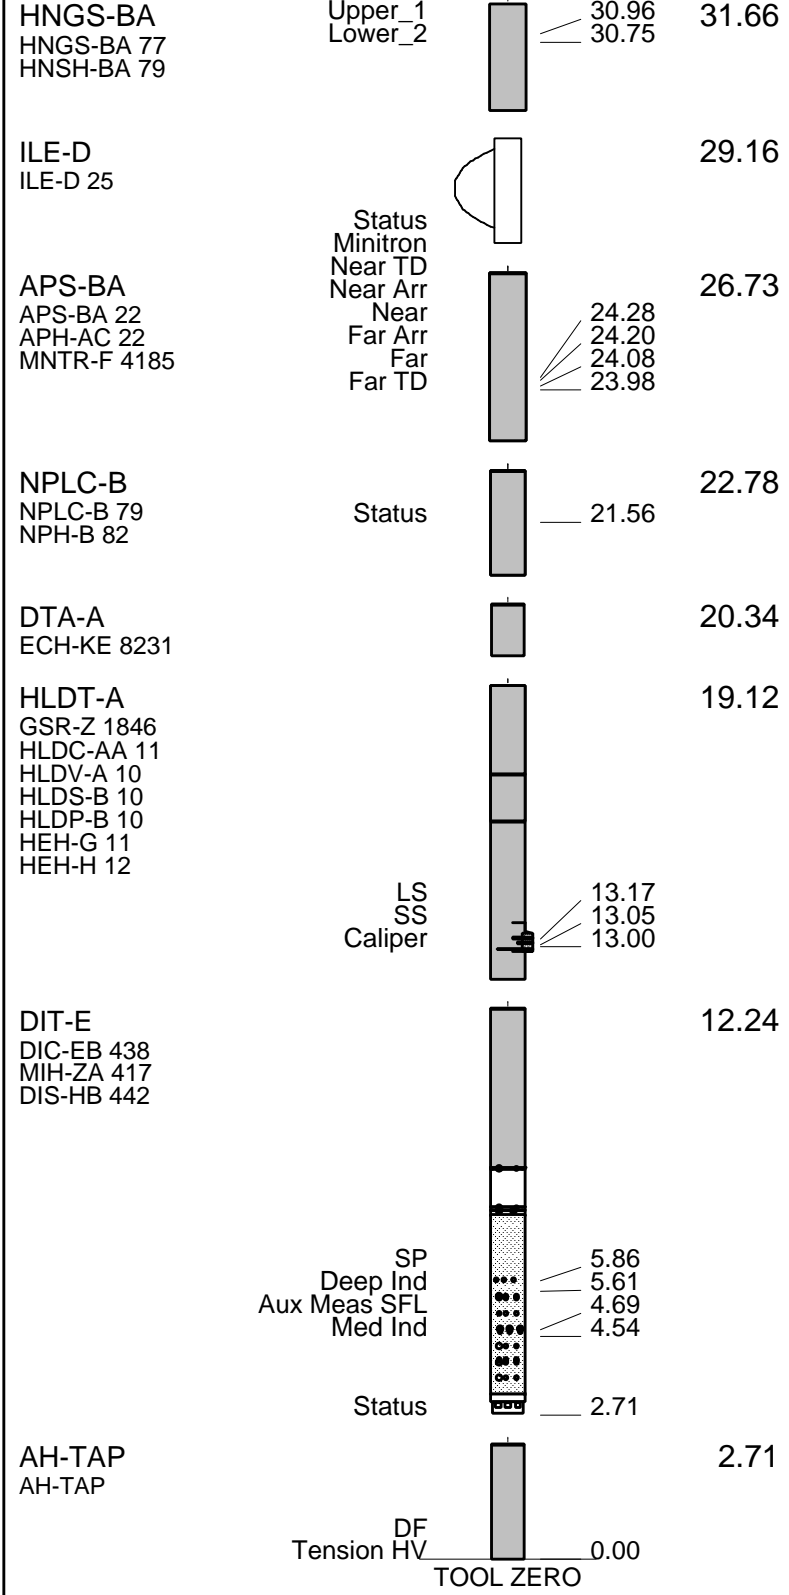 HNGS-BA Upper_1 30.96 31.66
HNGS-BA 77 Lower_2 30.75
HNSH-BA 79
ILE-D 29.16
ILE-D 25
Status
Minitron
Near TD
APS-BA Near Arr 26.73
APS-BA 22 Near 24.28
APH-AC 22 Far Arr 24.20
MNTR-F 4185 Far 24.08
Far TD 23.98
NPLC-B 22.78
NPLC-B 79 Status 21.56
NPH-B 82
DTA-A 20.34
ECH-KE 8231
HLDT-A 19.12
GSR-Z 1846
HLDC-AA 11
HLDV-A 10
HLDS-B 10
HLDP-B 10
HEH-G 11
HEH-H 12
LS 13.17
SS 13.05
Caliper 13.00
DIT-E 12.24
DIC-EB 438
MIH-ZA 417
DIS-HB 442
SP 5.86
Deep Ind 5.61
Aux Meas SFL 4.69
Med Ind 4.54
Status 2.71
AH-TAP 2.71
AH-TAP
DF
Tension HV 0.00
TOOL ZERO